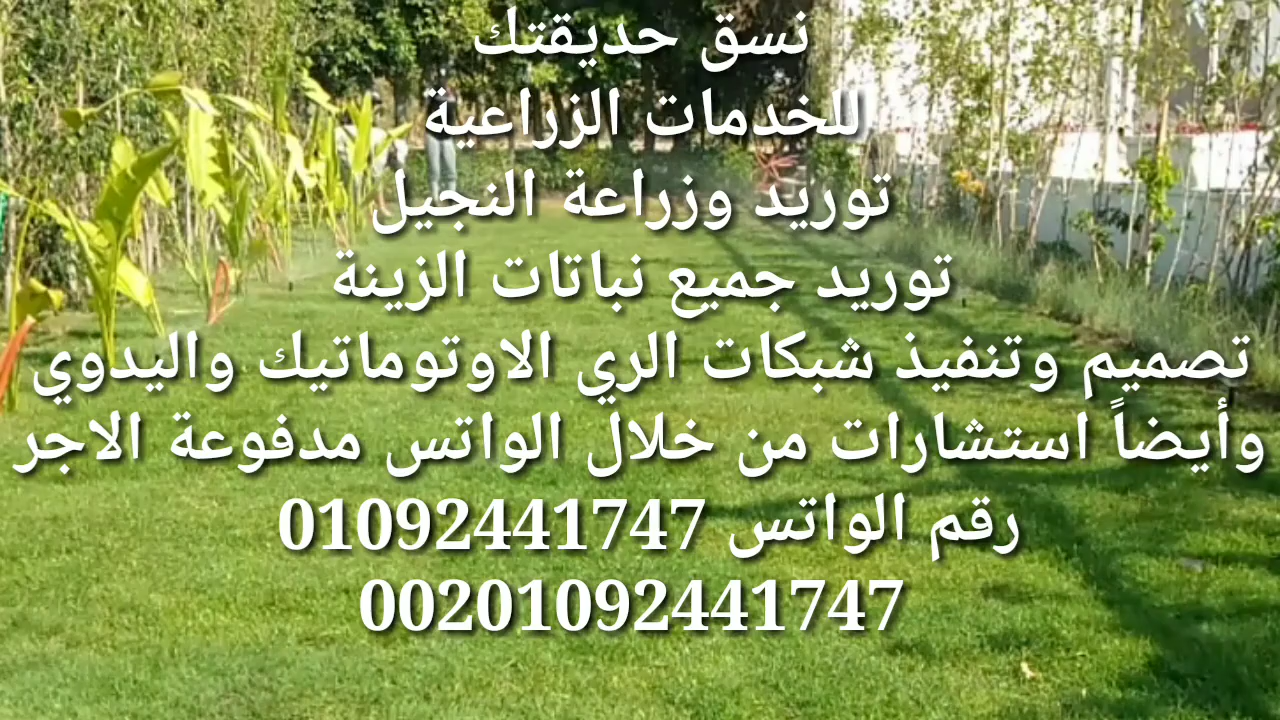 نسق حديقتك
للخدمات الزراعية
توريد وزراعة النجيل
توريد جميع نباتات الزينة
تصميم وتنفيذ شبكات الري الاوتوماتيك واليدوي
وأيضاً استشارات من خلال الواتس مدفوعة الاجر
رقم الواتس 01092441747
00201092441747